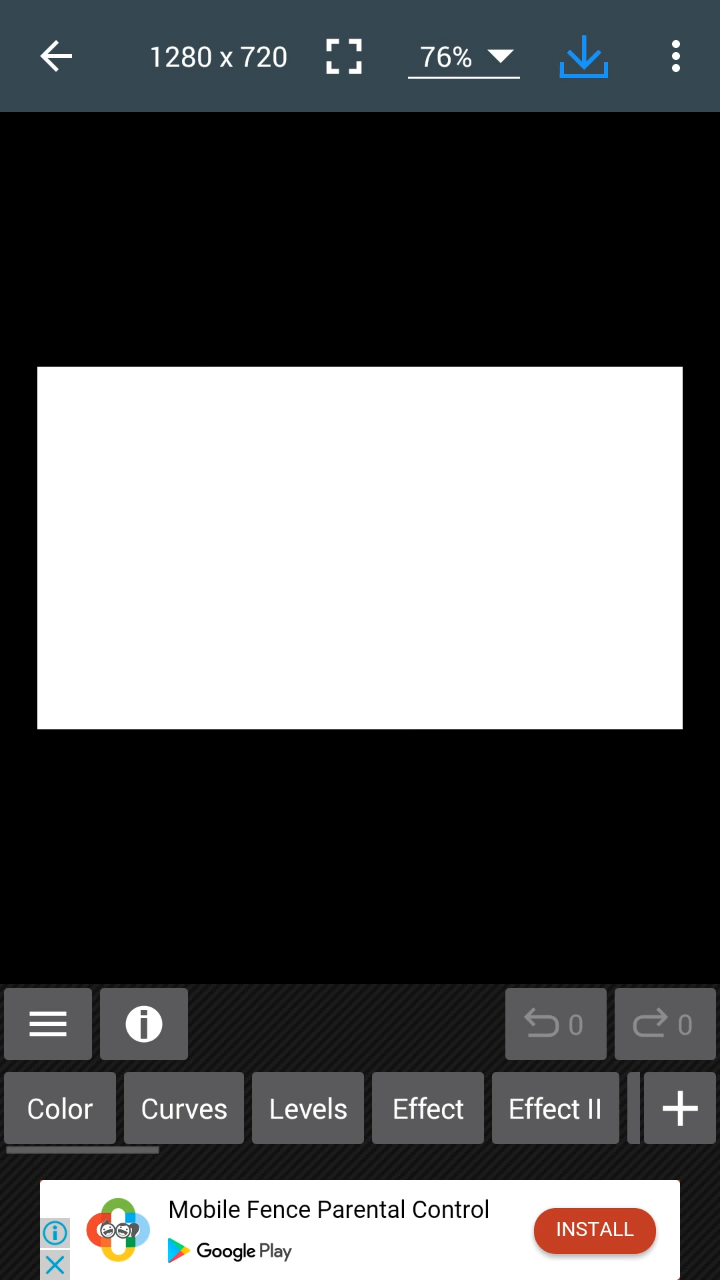 1280 x 720
76%
0
0
Color
Curves
Levels
Effect
Effect II
Mobile Fence Parental Control
Google Play
INSTALL